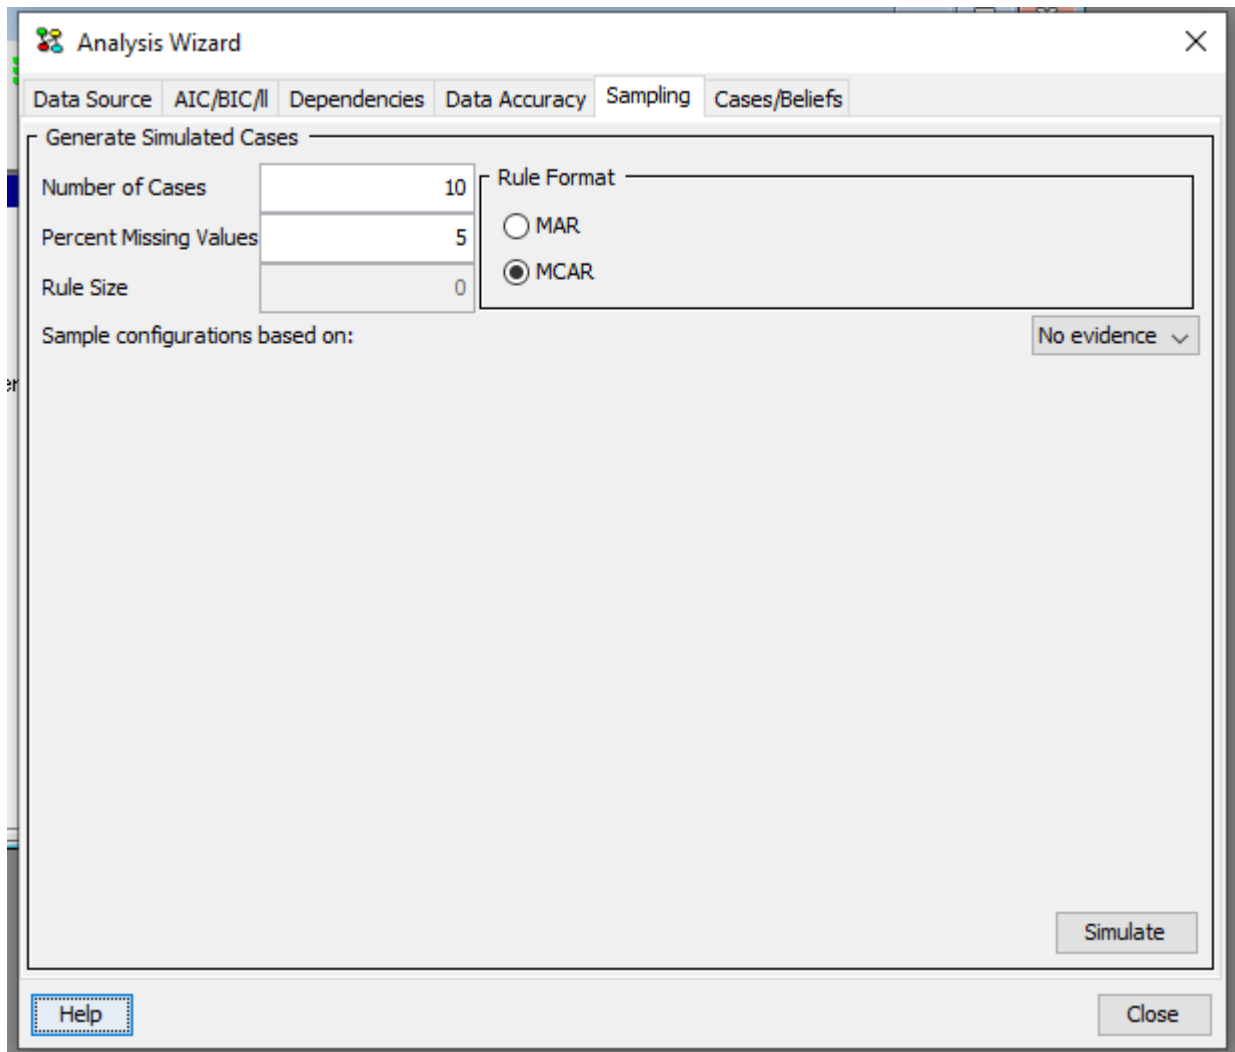 Analysis Wizard
Data Source AIC/BIC/ll Dependencies Data Accuracy Sampling Cases/Beliefs
Generate Simulated Cases
Number of Cases 10
Rule Format
Percent Missing Values 5
MAR
MCAR
Rule Size 0
Sample configurations based on: No evidence
Simulate
Help Close